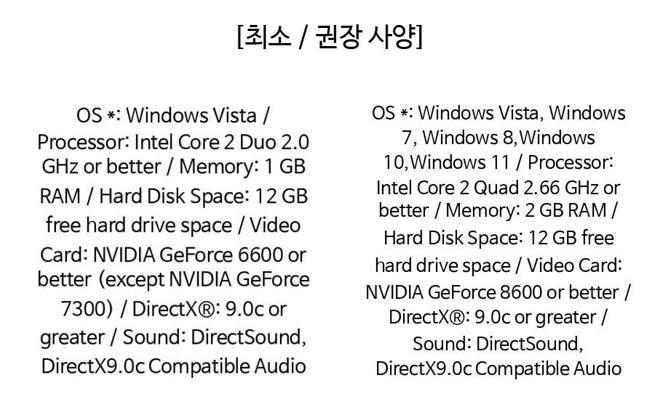 [최소 / 권장 사양]
OS *: Windows Vista /
Processor: Intel Core 2 Duo 2.0
GHz or better / Memory: 1 GB
RAM / Hard Disk Space: 12 GB
free hard drive space / Video
Card: NVIDIA GeForce 6600 or
better (except NVIDIA GeForce
7300) / DirectX®: 9.0c or
greater / Sound: DirectSound,
DirectX9.0c Compatible Audio
OS *: Windows Vista, Windows
7, Windows 8,Windows
10,Windows 11 / Processor:
Intel Core 2 Quad 2.66 GHz or
better / Memory: 2 GB RAM /
Hard Disk Space: 12 GB free
hard drive space / Video Card:
NVIDIA GeForce 8600 or better /
DirectX®: 9.0c or greater /
Sound: DirectSound,
DirectX9.0c Compatible Audio